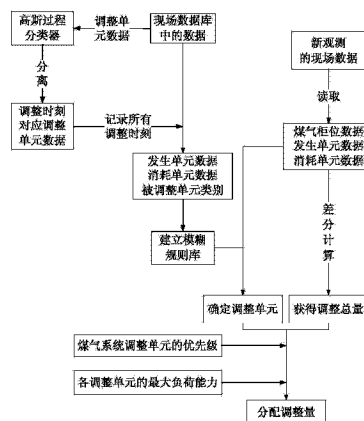 高斯过程
分类器
调整单
元数据
现场数据库
中的数据
新观测
的现场数据
分离
读取
调整时刻
对应调整
单元数据
记录所有
调整时刻
煤气柜位数据
发生单元数据
消耗单元数据
发生单元数据
消耗单元数据
被调整单元类别
差分计算
建立模糊
规则库
确定调整单元
获得调整总量
煤气系统调整单元的优先级
各调整单元的最大负荷能力
分配调整量